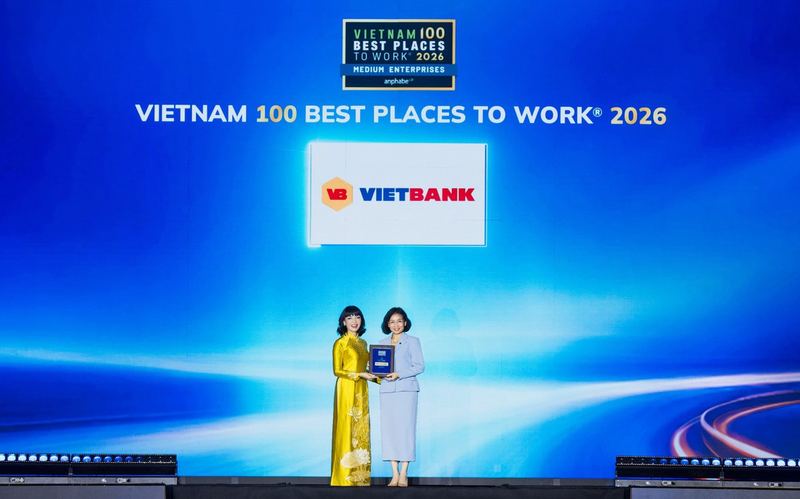 VIETNAM 100
BEST PLACES
TO WORK® 2026
MEDIUM ENTERPRISES
anphabe
VIETNAM 100 BEST PLACES TO WORK® 2026
VB VIETBANK